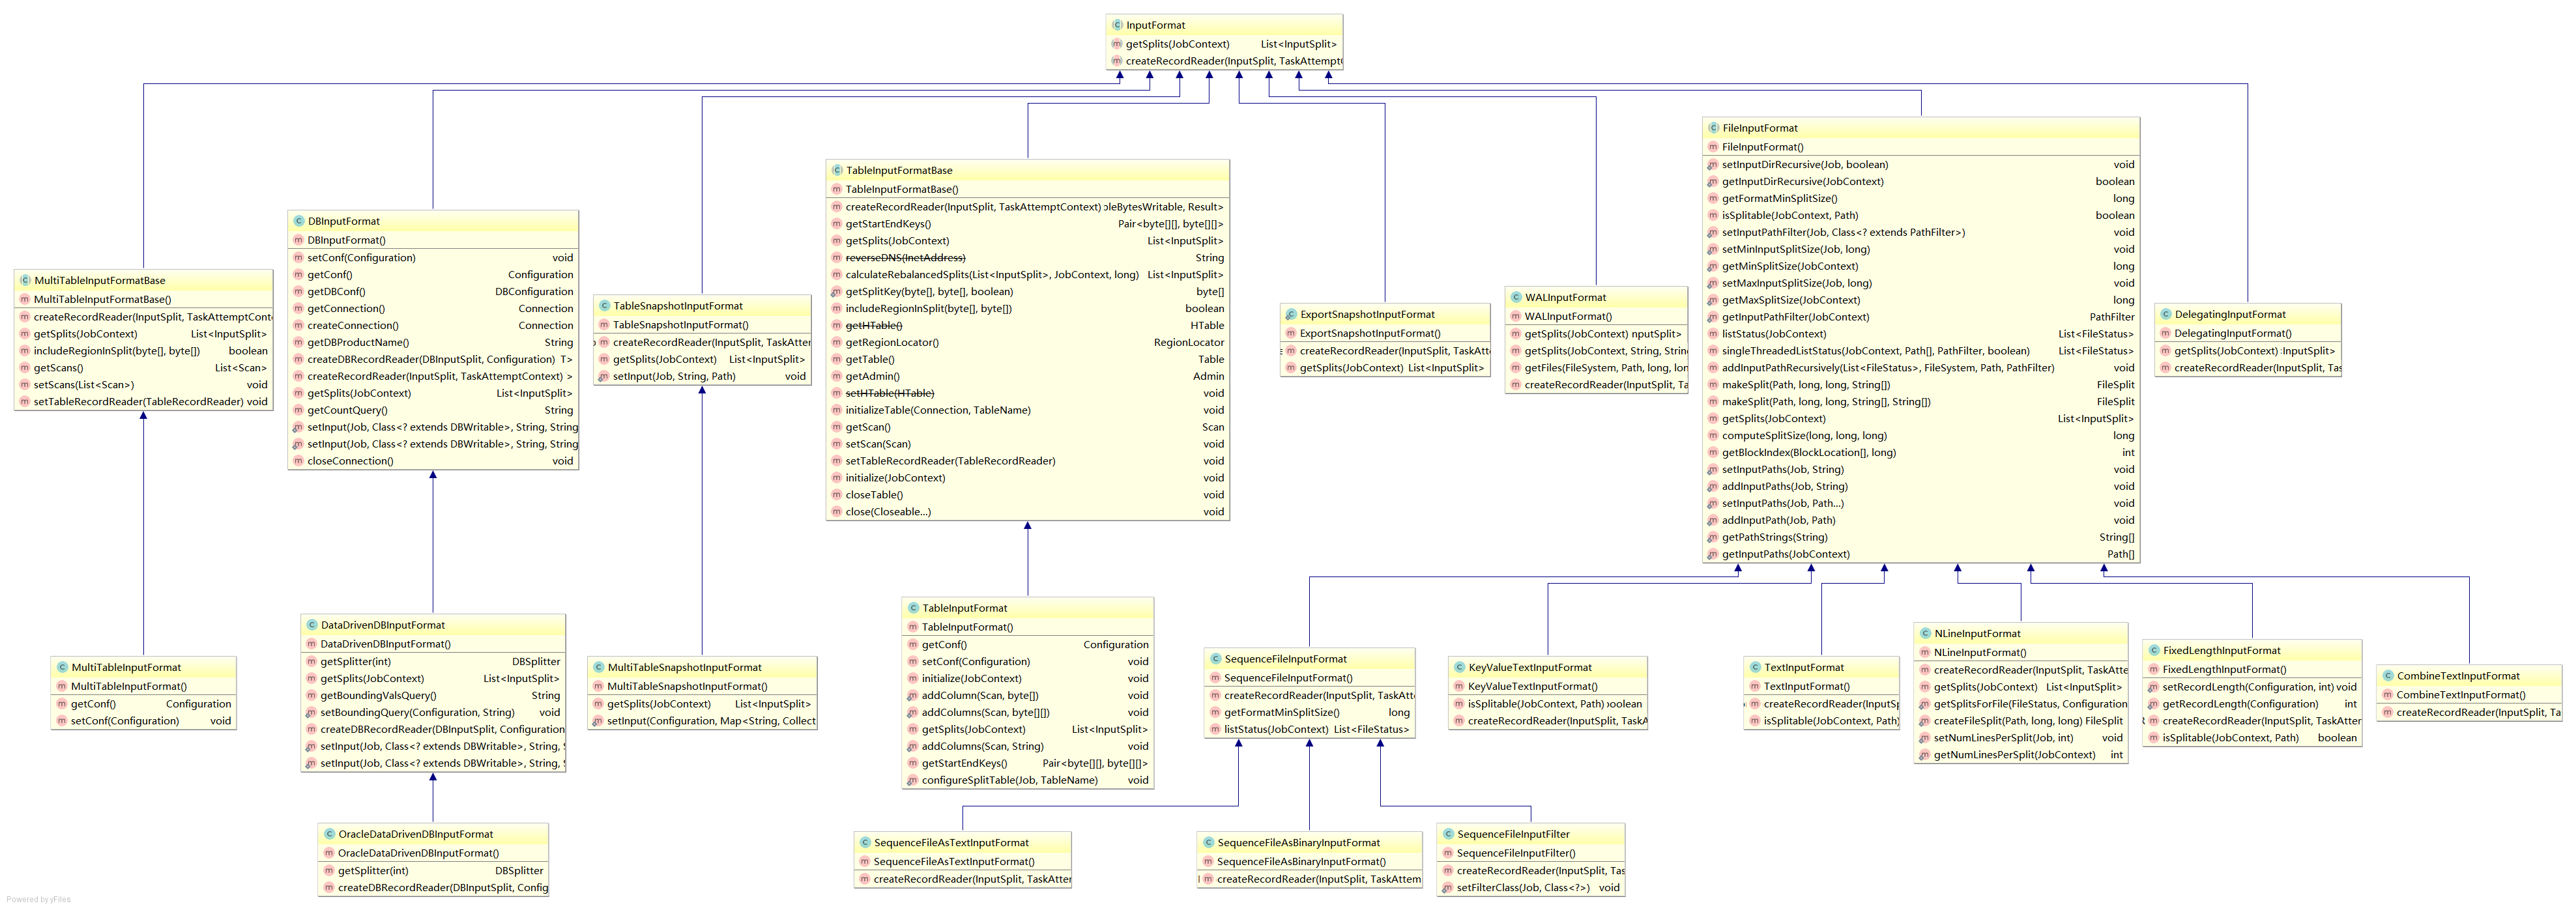 InputFormat
getSplits(JobContext) List<InputSplit>
createRecordReader(InputSplit, TaskAttempt
FileInputFormat
FileInputFormat()
setInputDirRecursive(Job, boolean) void
getInputDirRecursive(JobContext) boolean
getFormatMinSplitSize() long
isSplitable(JobContext, Path) boolean
setInputPathFilter(Job, Class<? extends PathFilter>) void
setMinInputSplitSize(Job, long) void
getMinSplitSize(JobContext) long
setMaxInputSplitSize(Job, long) void
getMaxSplitSize(JobContext) long
getInputPathFilter(JobContext) PathFilter
listStatus(JobContext) List<FileStatus>
singleThreadedListStatus(JobContext, Path[], PathFilter, boolean) List<FileStatus>
addInputPathRecursively(List<FileStatus>, FileSystem, Path, PathFilter) void
makeSplit(Path, long, long, String[]) FileSplit
makeSplit(Path, long, long, String[], String[]) FileSplit
getSplits(JobContext) List<InputSplit>
computeSplitSize(long, long, long) long
getBlockIndex(BlockLocation[], long) int
setInputPaths(Job, String) void
addInputPaths(Job, String) void
setInputPaths(Job, Path...) void
addInputPath(Job, Path) void
getPathStrings(String) String[]
getInputPaths(JobContext) Path[]
TableInputFormatBase
TableInputFormatBase()
createRecordReader(InputSplit, TaskAttemptContext) leBytesWritable, Result>
getStartEndKeys() Pair<byte[][], byte[][]>
getSplits(JobContext) List<InputSplit>
reverseDNS(InetAddress) String
calculateRebalancedSplits(List<InputSplit>, JobContext, long) List<InputSplit>
getSplitKey(byte[], byte[], boolean) byte[]
includeRegionInSplit(byte[], byte[]) boolean
getHTable() HTable
getRegionLocator() RegionLocator
getTable() Table
getAdmin() Admin
setHTable(HTable) void
initializeTable(Connection, TableName) void
getScan() Scan
setScan(Scan) void
setTableRecordReader(TableRecordReader) void
initialize(JobContext) void
closeTable() void
close(Closeable...) void
DBInputFormat
DBInputFormat()
setConf(Configuration) void
getConf() Configuration
getDBConf() DBConfiguration
getConnection() Connection
createConnection() Connection
getDBProductName() String
createDBRecordReader(DBInputSplit, Configuration) T>
createRecordReader(InputSplit, TaskAttemptContext) >
getSplits(JobContext) List<InputSplit>
getCountQuery() String
setInput(Job, Class<? extends DBWritable>, String, String
setInput(Job, Class<? extends DBWritable>, String, String
closeConnection() void
MultiTableInputFormatBase
MultiTableInputFormatBase()
createRecordReader(InputSplit, TaskAttemptCont
getSplits(JobContext) List<InputSplit>
includeRegionInSplit(byte[], byte[]) boolean
getScans() List<Scan>
setScans(List<Scan>) void
setTableRecordReader(TableRecordReader) void
TableSnapshotInputFormat
TableSnapshotInputFormat()
createRecordReader(InputSplit, TaskAtter
getSplits(JobContext) List<InputSplit>
setInput(Job, String, Path) void
ExportSnapshotInputFormat
ExportSnapshotInputFormat()
createRecordReader(InputSplit, TaskAtt
getSplits(JobContext) List<InputSplit>
WALInputFormat
WALInputFormat()
getSplits(JobContext) nputSplit>
getSplits(JobContext, String, Strin
getFiles(FileSystem, Path, long, lon
createRecordReader(InputSplit, Ta
DelegatingInputFormat
DelegatingInputFormat()
getSplits(JobContext) InputSplit>
createRecordReader(InputSplit, Tas
MultiTableInputFormat
MultiTableInputFormat()
getConf() Configuration
setConf(Configuration) void
DataDrivenDBInputFormat
DataDrivenDBInputFormat()
getSplitter(int) DBSplitter
getSplits(JobContext) List<InputSplit>
getBoundingValsQuery() String
setBoundingQuery(Configuration, String) void
createDBRecordReader(DBInputSplit, Configuration
setInput(Job, Class<? extends DBWritable>, String, S
setInput(Job, Class<? extends DBWritable>, String, S
MultiTableSnapshotInputFormat
MultiTableSnapshotInputFormat()
getSplits(JobContext) List<InputSplit>
setInput(Configuration, Map<String, Collect
TableInputFormat
TableInputFormat()
getConf() Configuration
setConf(Configuration) void
initialize(JobContext) void
addColumn(Scan, byte[]) void
addColumns(Scan, byte[][]) void
getSplits(JobContext) List<InputSplit>
addColumns(Scan, String) void
getStartEndKeys() Pair<byte[][], byte[][]>
configureSplitTable(Job, TableName) void
SequenceFileInputFormat
SequenceFileInputFormat()
createRecordReader(InputSplit, TaskAtt
getFormatMinSplitSize() long
listStatus(JobContext) List<FileStatus>
KeyValueTextInputFormat
KeyValueTextInputFormat()
isSplitable(JobContext, Path) boolean
createRecordReader(InputSplit, TaskA
TextInputFormat
TextInputFormat()
createRecordReader(InputSp
isSplitable(JobContext, Path)
NLineInputFormat
NLineInputFormat()
createRecordReader(InputSplit, TaskAtte
getSplits(JobContext) List<InputSplit>
getSplitsForFile(FileStatus, Configuration
createFileSplit(Path, long, long) FileSplit
setNumLinesPerSplit(Job, int) void
getNumLinesPerSplit(JobContext) int
FixedLengthInputFormat
FixedLengthInputFormat()
setRecordLength(Configuration, int) void
getRecordLength(Configuration) int
createRecordReader(InputSplit, TaskAtter
isSplitable(JobContext, Path) boolean
CombineTextInputFormat
CombineTextInputFormat()
createRecordReader(InputSplit, Ta
OracleDataDrivenDBInputFormat
OracleDataDrivenDBInputFormat()
getSplitter(int) DBSplitter
createDBRecordReader(DBInputSplit, Config
SequenceFileAsTextInputFormat
SequenceFileAsTextInputFormat()
createRecordReader(InputSplit, TaskAtter
SequenceFileAsBinaryInputFormat
SequenceFileAsBinaryInputFormat()
createRecordReader(InputSplit, TaskAttem
SequenceFileInputFilter
SequenceFileInputFilter()
createRecordReader(InputSplit, Tas
setFilterClass(Job, Class<?>) void
Powered by yFiles